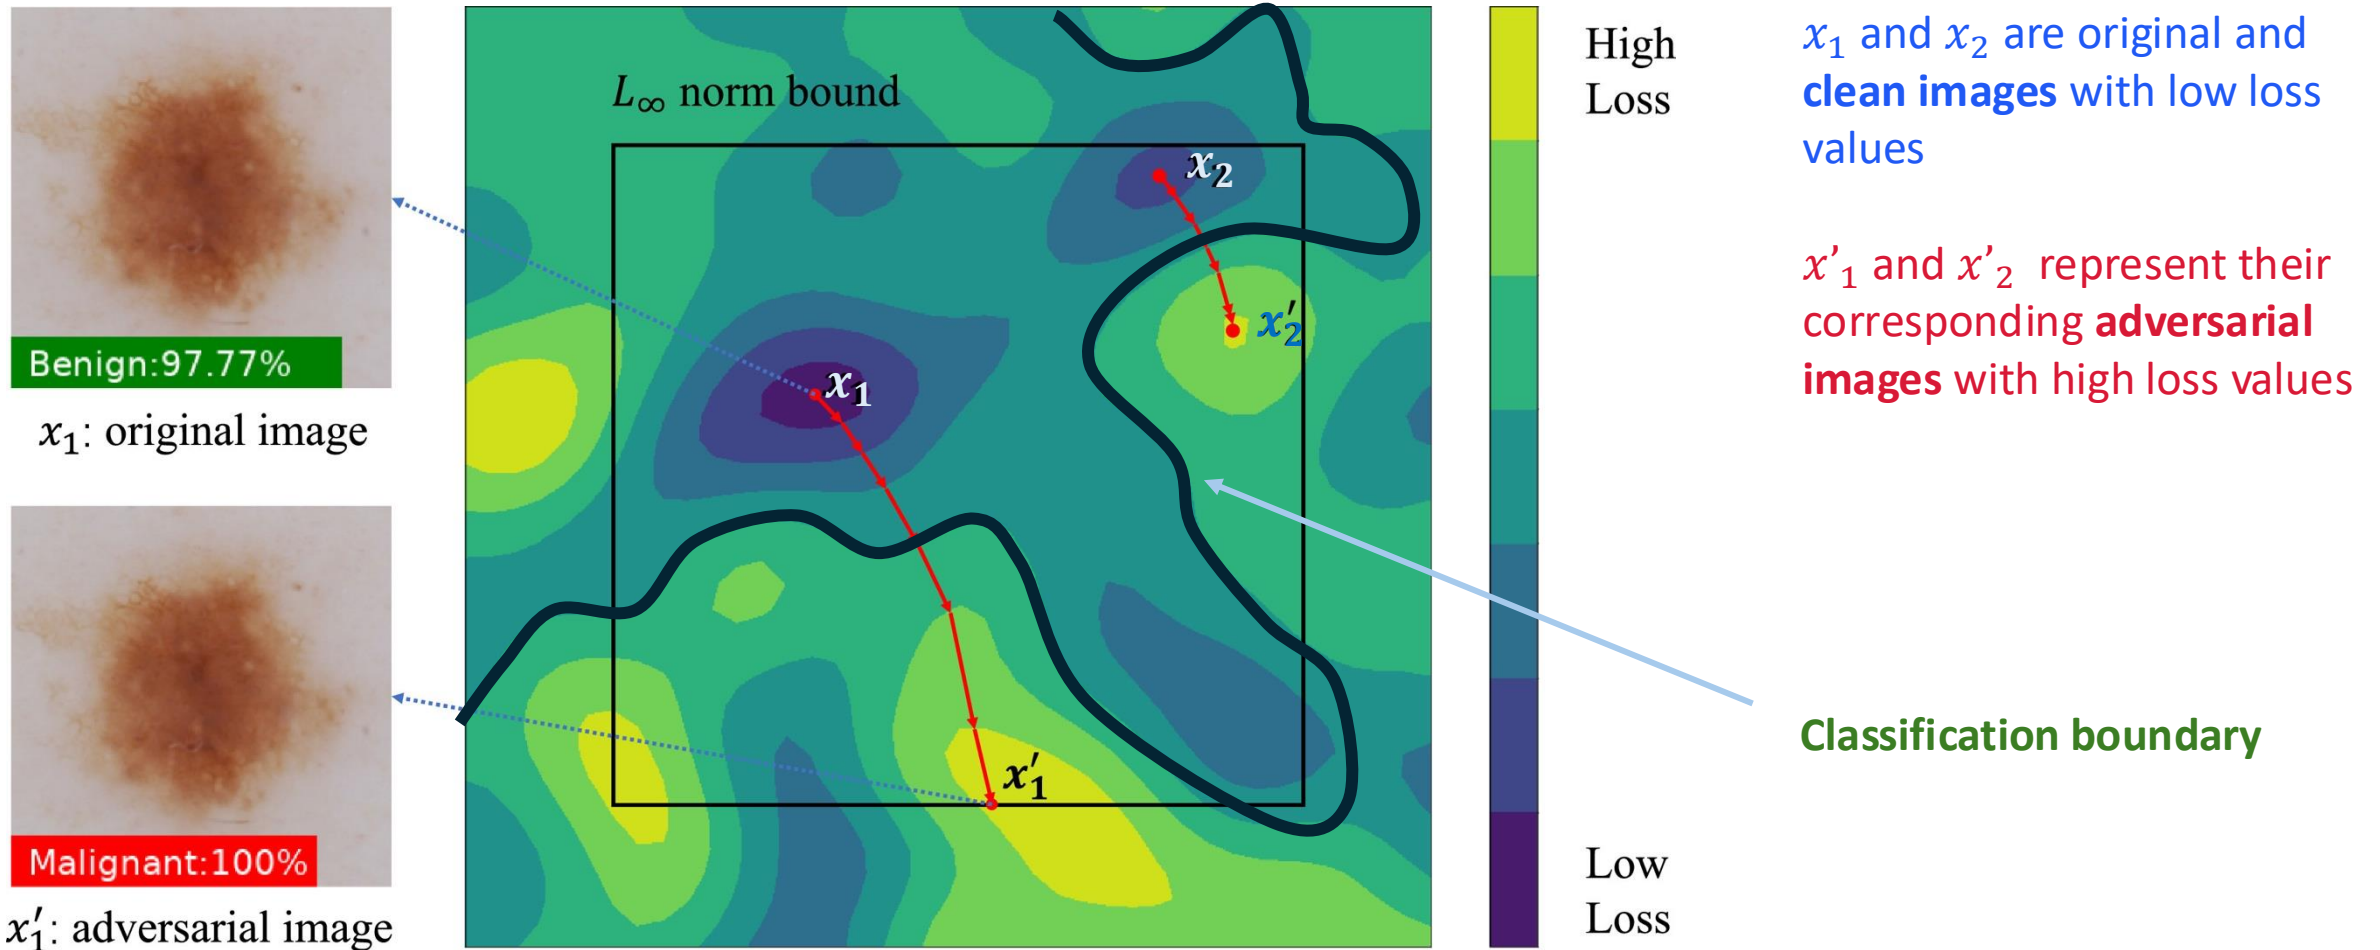 Benign:97.77%
x₁: original image
Malignant:100%
x′₁: adversarial image
L∞ norm bound
x₂
x′₂
x₁
x′₁
High
Loss
Low
Loss
x₁ and x₂ are original and
clean images with low loss
values
x’₁ and x’₂ represent their
corresponding adversarial
images with high loss values
Classification boundary